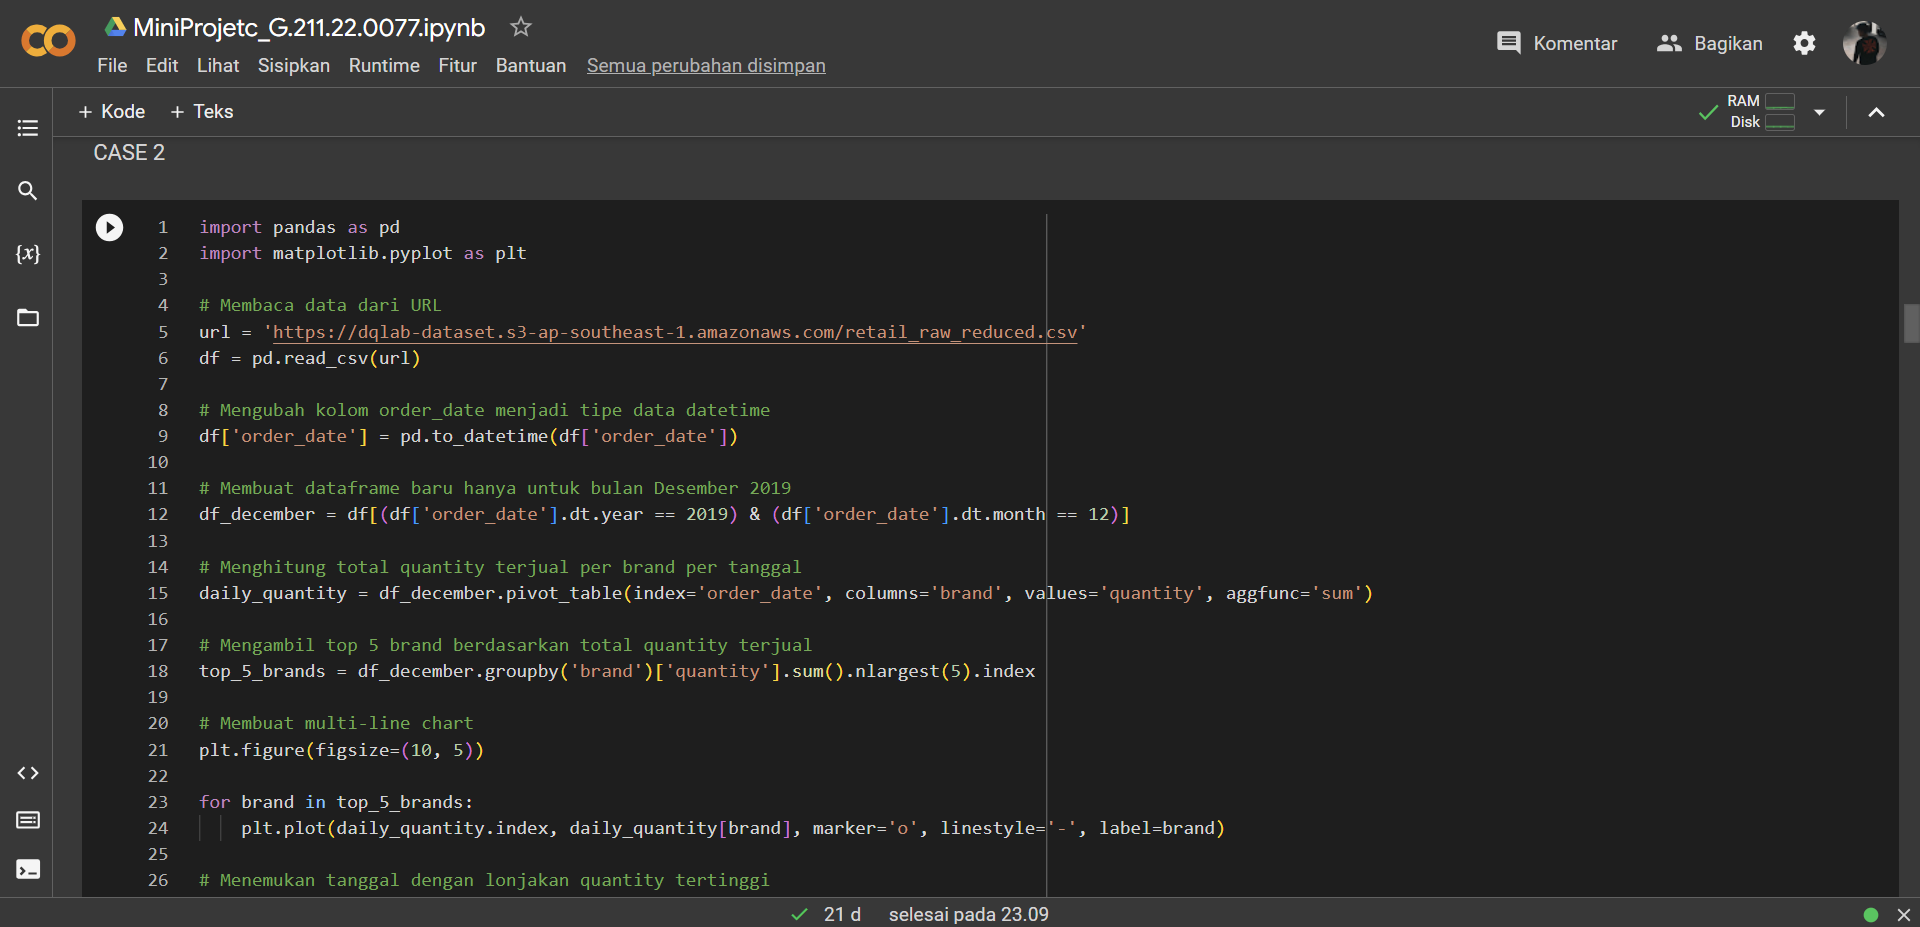 MiniProjetc_G.211.22.0077.ipynb
File Edit Lihat Sisipkan Runtime Fitur Bantuan Semua perubahan disimpan
Komentar Bagikan
+ Kode + Teks
RAM
Disk
CASE 2
1 import pandas as pd
2 import matplotlib.pyplot as plt
3
4 # Membaca data dari URL
5 url = 'https://dqlab-dataset.s3-ap-southeast-1.amazonaws.com/retail_raw_reduced.csv'
6 df = pd.read_csv(url)
7
8 # Mengubah kolom order_date menjadi tipe data datetime
9 df['order_date'] = pd.to_datetime(df['order_date'])
10
11 # Membuat dataframe baru hanya untuk bulan Desember 2019
12 df_december = df[(df['order_date'].dt.year == 2019) & (df['order_date'].dt.month == 12)]
13
14 # Menghitung total quantity terjual per brand per tanggal
15 daily_quantity = df_december.pivot_table(index='order_date', columns='brand', values='quantity', aggfunc='sum')
16
17 # Mengambil top 5 brand berdasarkan total quantity terjual
18 top_5_brands = df_december.groupby('brand')['quantity'].sum().nlargest(5).index
19
20 # Membuat multi-line chart
21 plt.figure(figsize=(10, 5))
22
23 for brand in top_5_brands:
24     plt.plot(daily_quantity.index, daily_quantity[brand], marker='o', linestyle='-', label=brand)
25
26 # Menemukan tanggal dengan lonjakan quantity tertinggi
{x}
21 d selesai pada 23.09